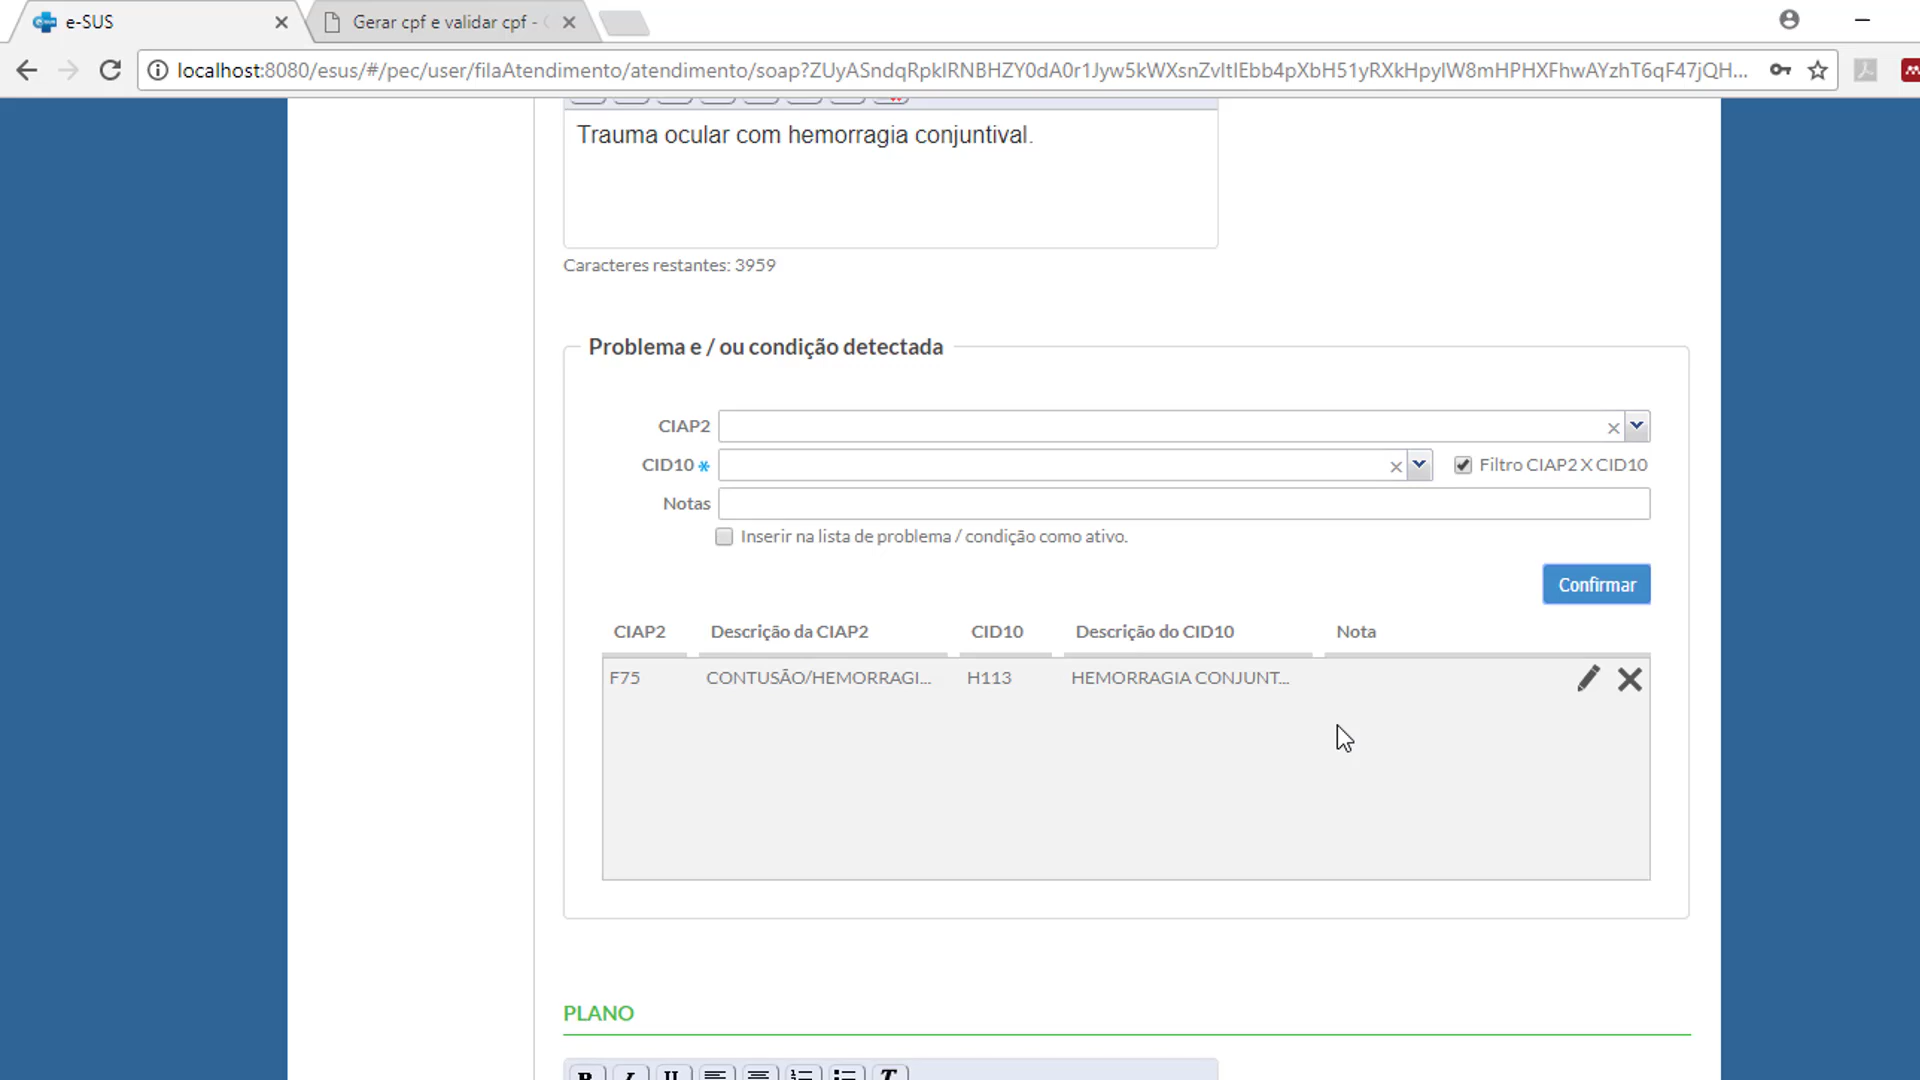 e-SUS
Gerar cpf e validar cpf -
localhost:8080/esus/#/pec/user/filaAtendimento/atendimento/soap?ZUyASndqRpklRNBHZY0dA0r1Jyw5kWXsnZvltIEbb4pXbH51yRXkHpylW8mHPHXFhwAYzhT6qF47jQH...
Trauma ocular com hemorragia conjuntival.
Caracteres restantes: 3959
Problema e / ou condição detectada
CIAP2
CID10 *
Filtro CIAP2 X CID10
Notas
Inserir na lista de problema / condição como ativo.
Confirmar
CIAP2 Descrição da CIAP2 CID10 Descrição do CID10 Nota
F75 CONTUSÃO/HEMORRAGI... H113 HEMORRAGIA CONJUNT...
PLANO
B I U T